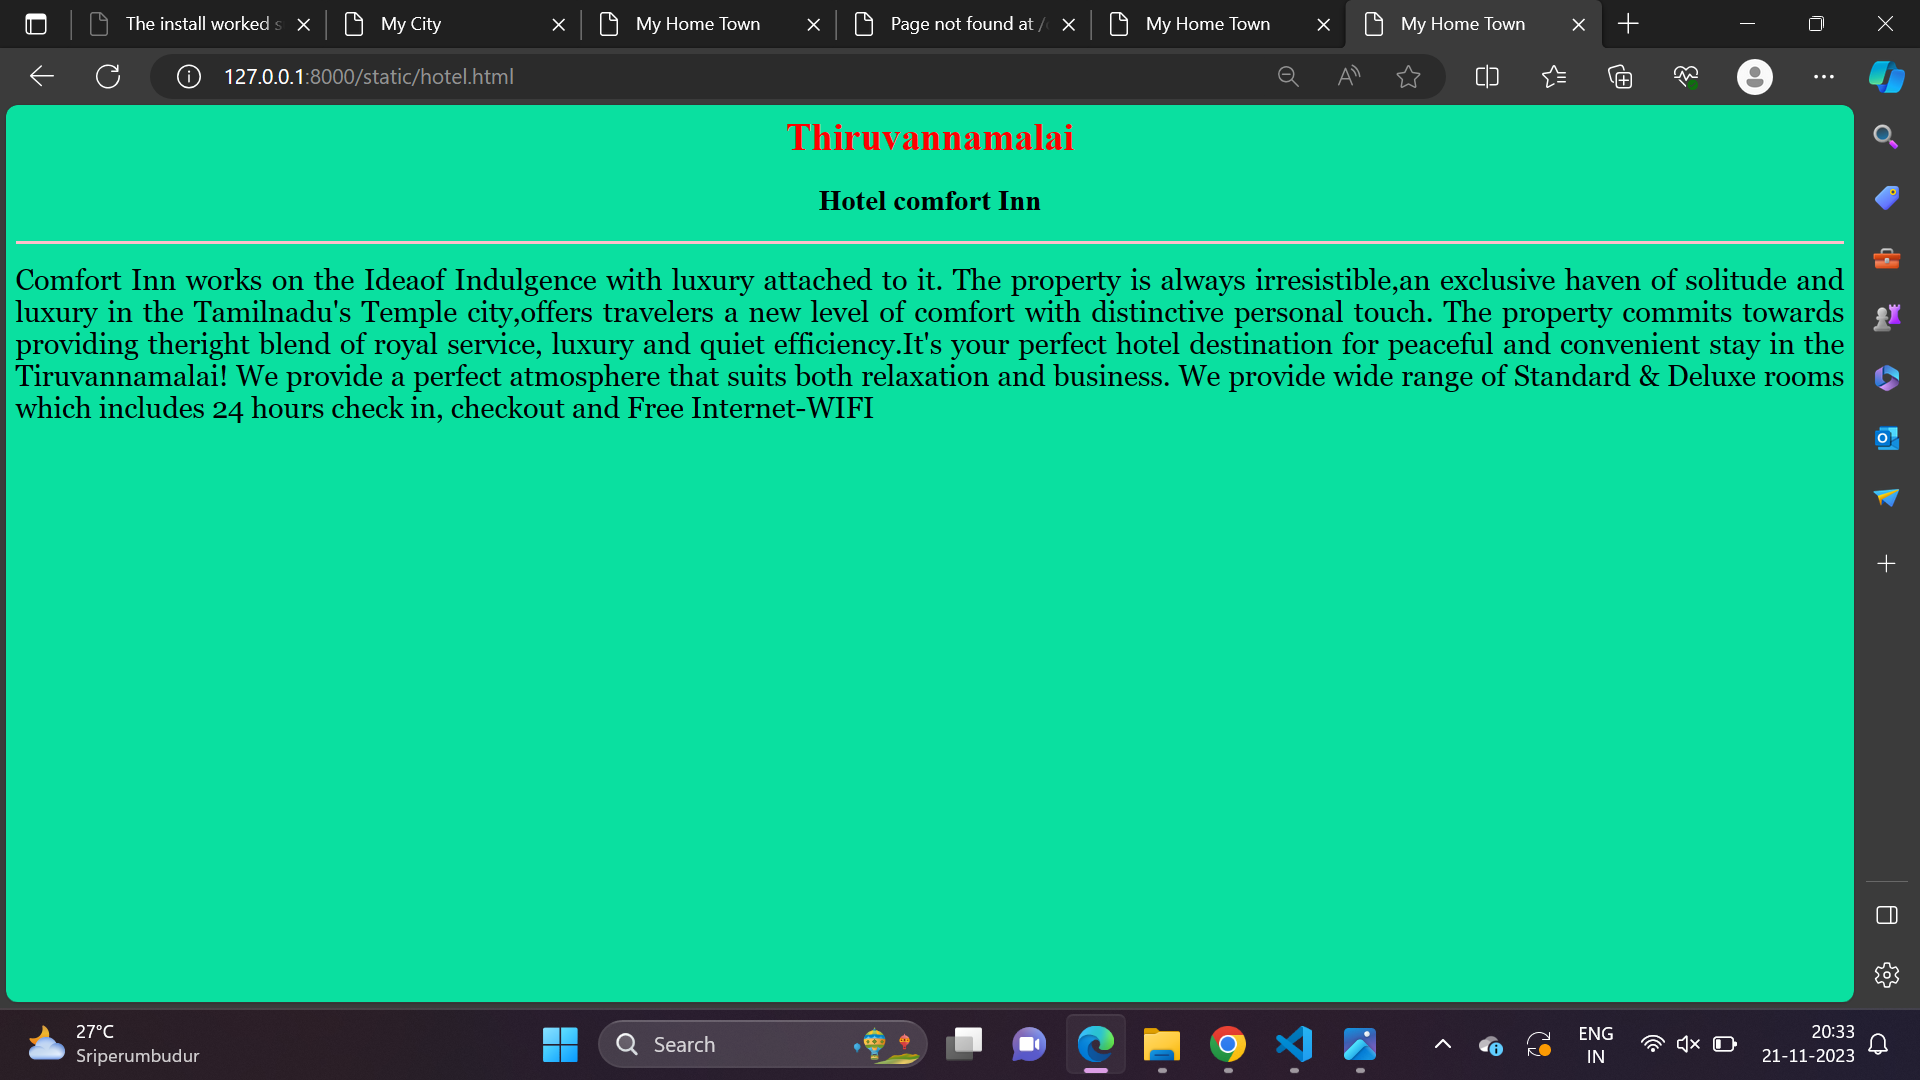 The install worked s
My City
My Home Town
Page not found at /
My Home Town
My Home Town
127.0.0.1:8000/static/hotel.html
Thiruvannamalai
Hotel comfort Inn
Comfort Inn works on the Ideaof Indulgence with luxury attached to it. The property is always irresistible,an exclusive haven of solitude and
luxury in the Tamilnadu's Temple city,offers travelers a new level of comfort with distinctive personal touch. The property commits towards
providing theright blend of royal service, luxury and quiet efficiency.It's your perfect hotel destination for peaceful and convenient stay in the
Tiruvannamalai! We provide a perfect atmosphere that suits both relaxation and business. We provide wide range of Standard & Deluxe rooms
which includes 24 hours check in, checkout and Free Internet-WIFI
27°C
Sriperumbudur
Search
ENG
IN
20:33
21-11-2023